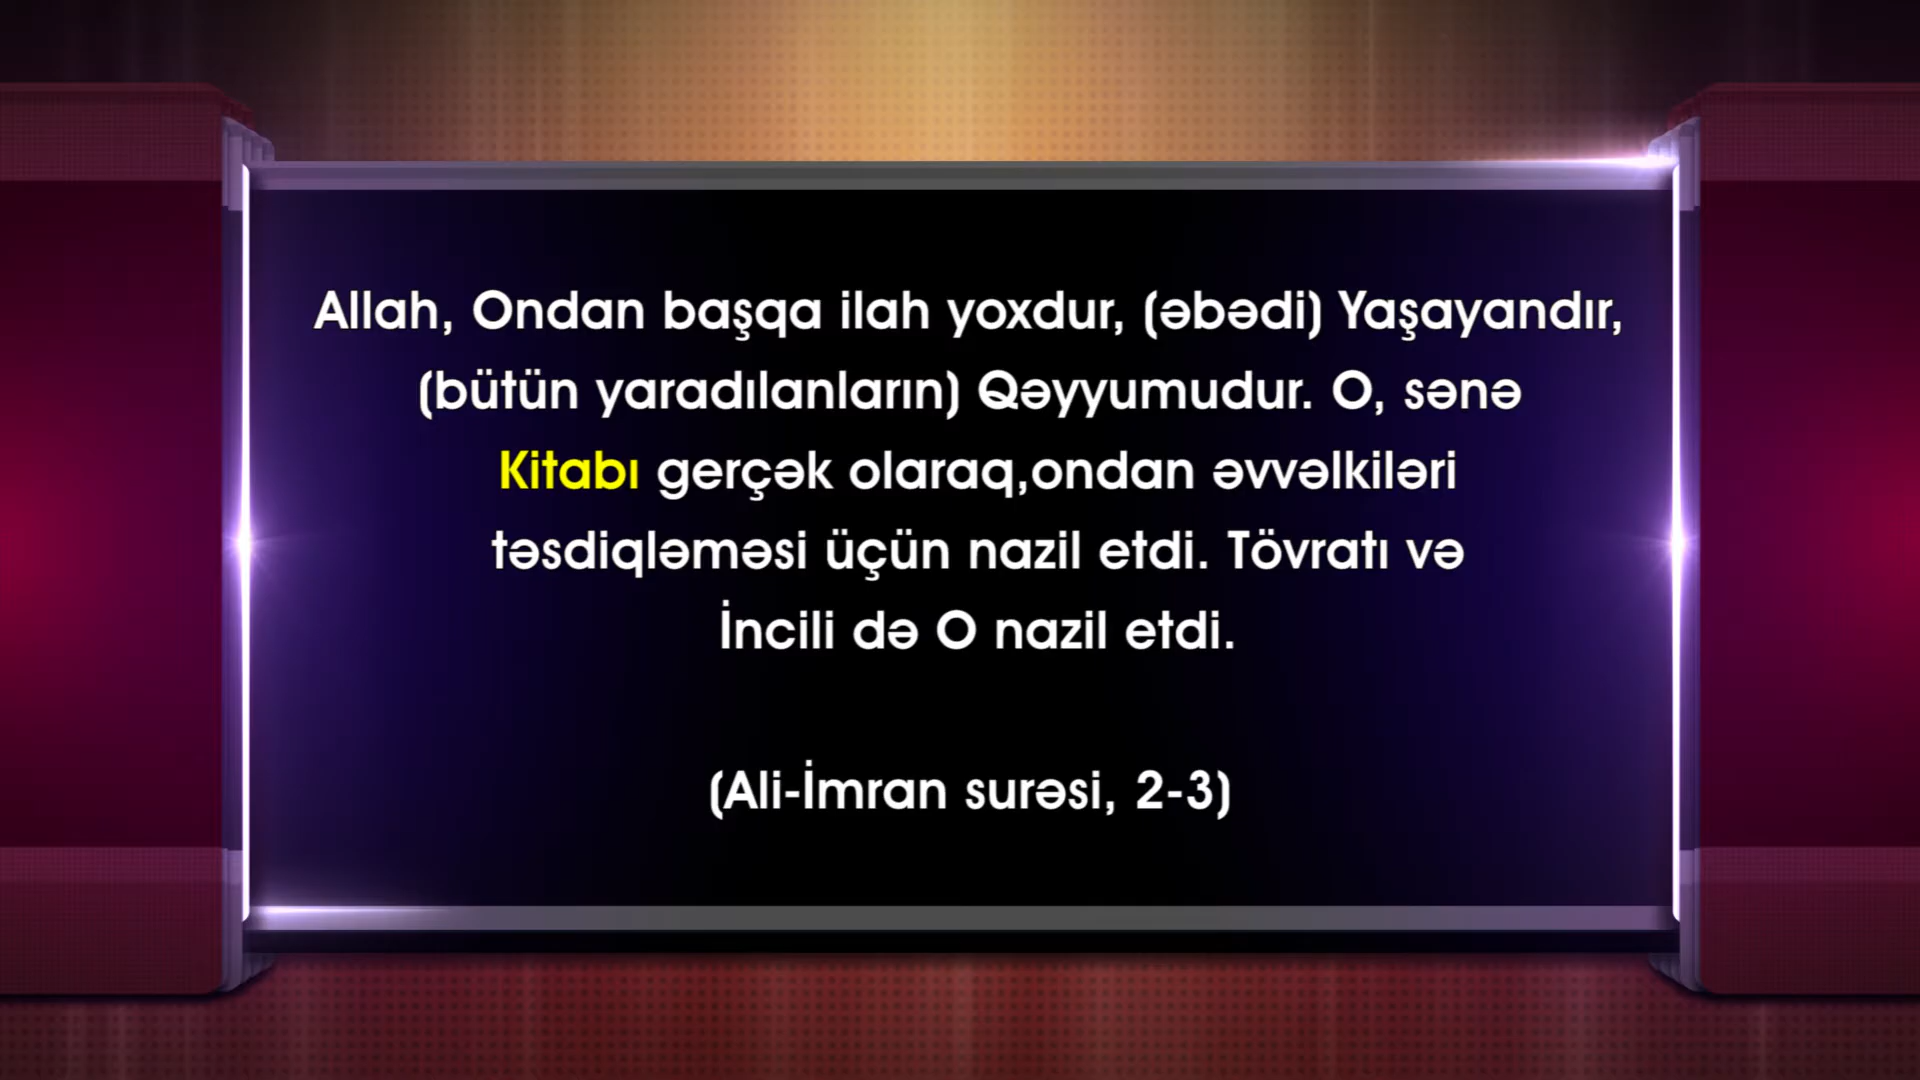 Allah, Ondan başqa ilah yoxdur, (əbədi) Yaşayandır,
(bütün yaradılanların) Qəyyumudur. O, sənə
Kitabı gerçək olaraq,ondan əvvəlkiləri
təsdiqləməsi üçün nazil etdi. Tövratı və
İncili də O nazil etdi.
(Ali-İmran surəsi, 2-3)